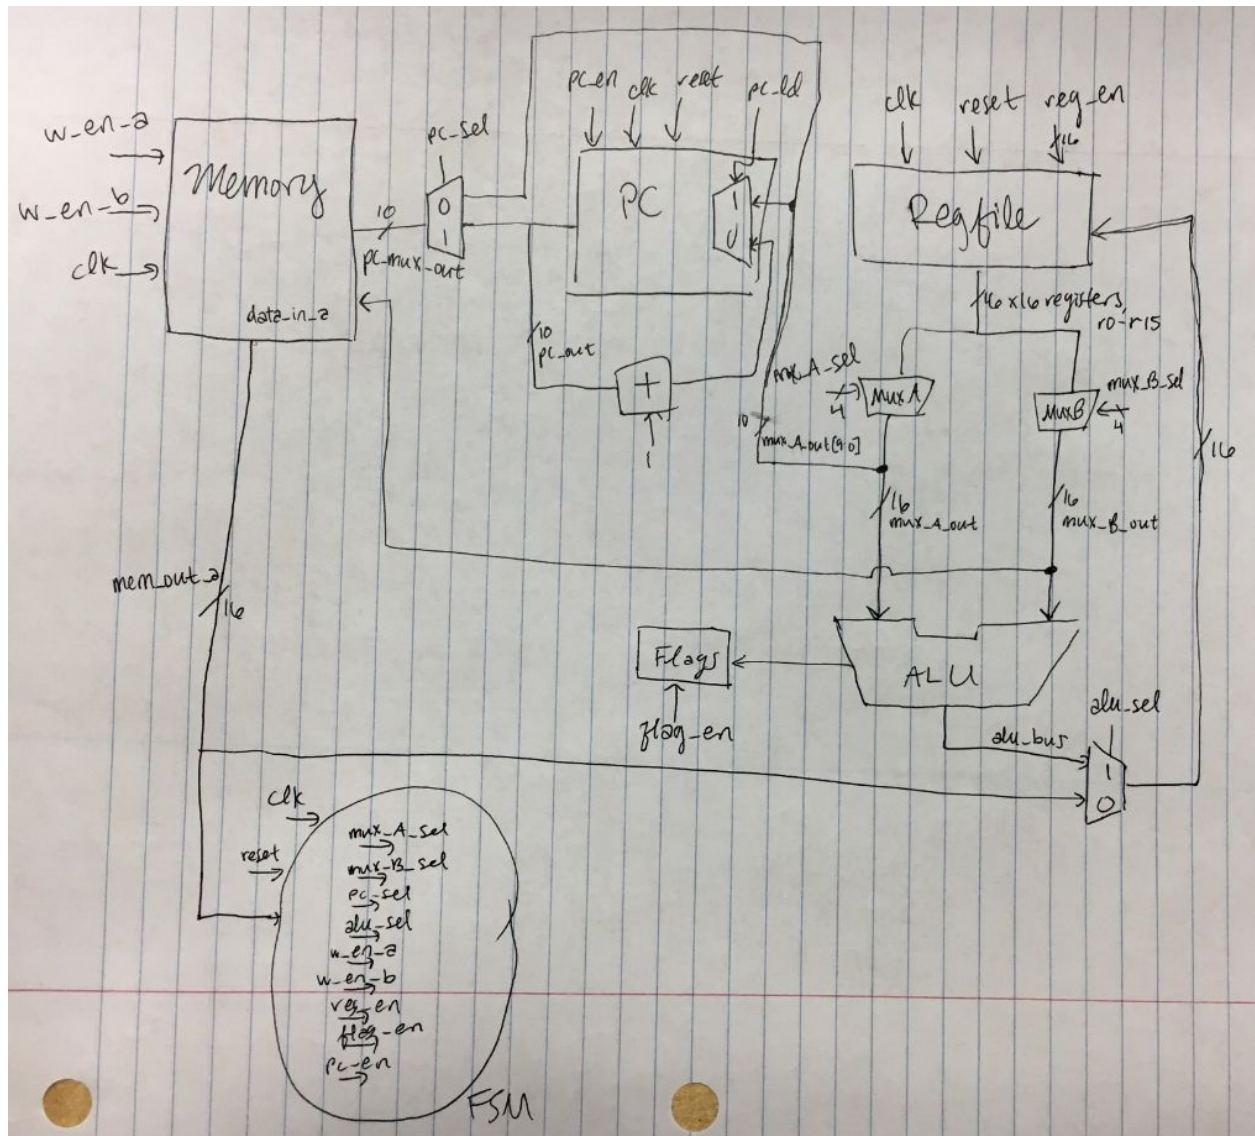 w_en_a
w_en_b
clk
Memory
data_in_a
10
pc_mux_out
pc_sel
0
1
pc_en
clk
reset
pc_ld
PC
1
0
10
pc_out
+
1
clk
reset
reg_en
16
Regfile
16x16 registers,
r0-r15
mux_A_sel
4
MuxA
MuxB
mux_B_sel
4
10
mux_A_out[9:0]
16
mux_A_out
16
mux_B_out
16
mem_out_a
16
Flags
flag_en
ALU
alu_bus
alu_sel
1
0
clk
reset
mux_A_sel
mux_B_sel
pc_sel
alu_sel
w_en_a
w_en_b
reg_en
flag_en
pc_en
FSM